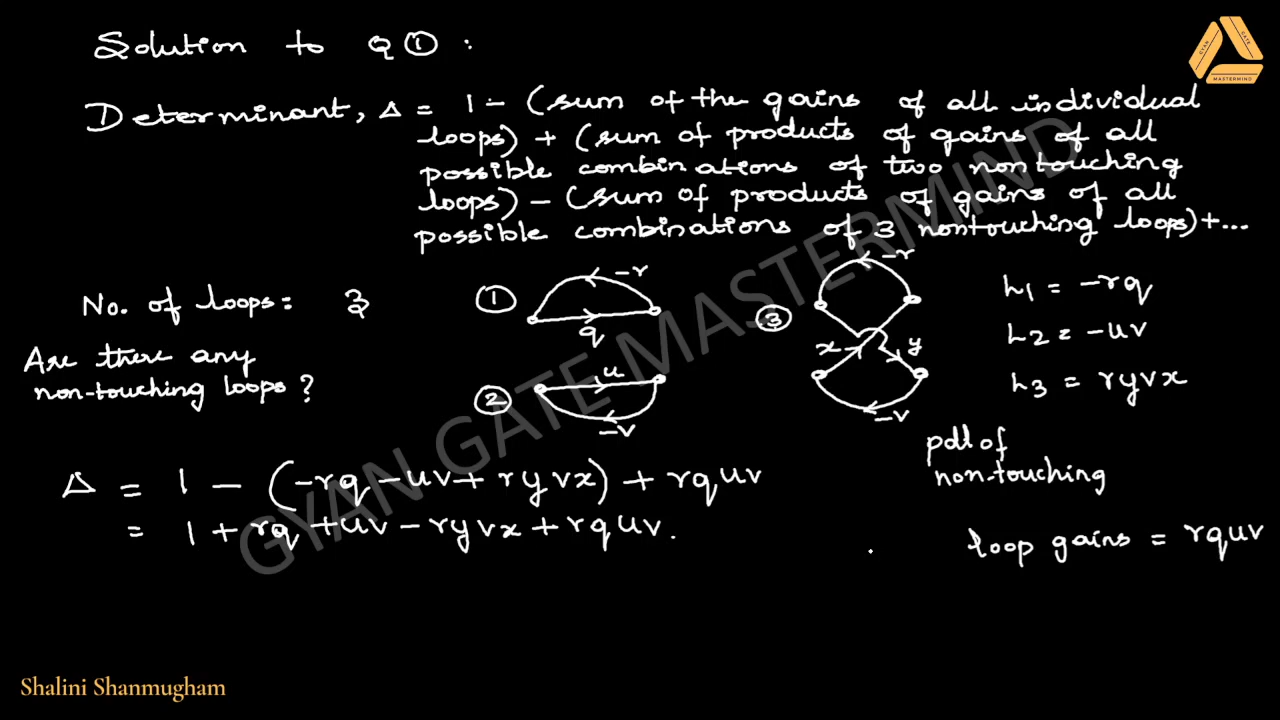 Solution to Q ① :
GYAN GATE MASTERMIND
Determinant, Δ = 1 - (sum of the gains of all individual
loops) + (sum of products of gains of all
possible combinations of two nontouching
loops) - (sum of products of gains of all
possible combinations of 3 nontouching loops) + ...
No. of loops: 3
Are there any
non-touching loops?
① -r
q
② u
-v
③ -r
x y
-v
L1 = -rq
L2 = -uv
L3 = ryvx
pdt of
non-touching
loop gains = rquv
Δ = 1 - (-rq - uv + ryvx) + rquv
= 1 + rq + uv - ryvx + rquv.
GYAN GATE MASTERMIND
Shalini Shanmugham